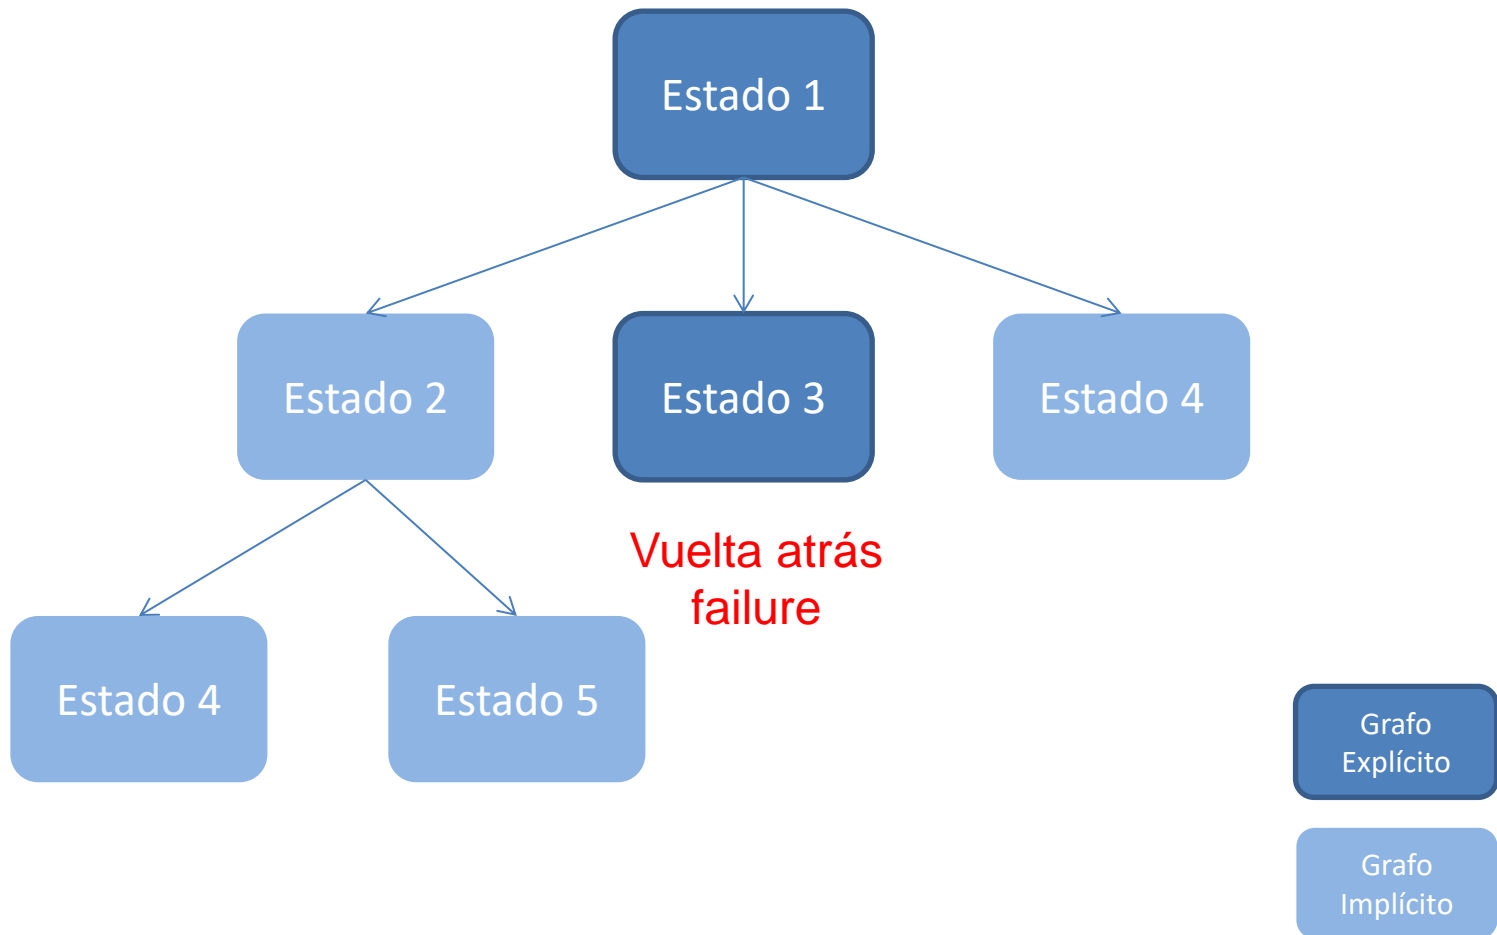 Estado 1
Estado 2
Estado 3
Estado 4
Vuelta atrás
failure
Estado 4
Estado 5
Grafo
Explícito
Grafo
Implícito